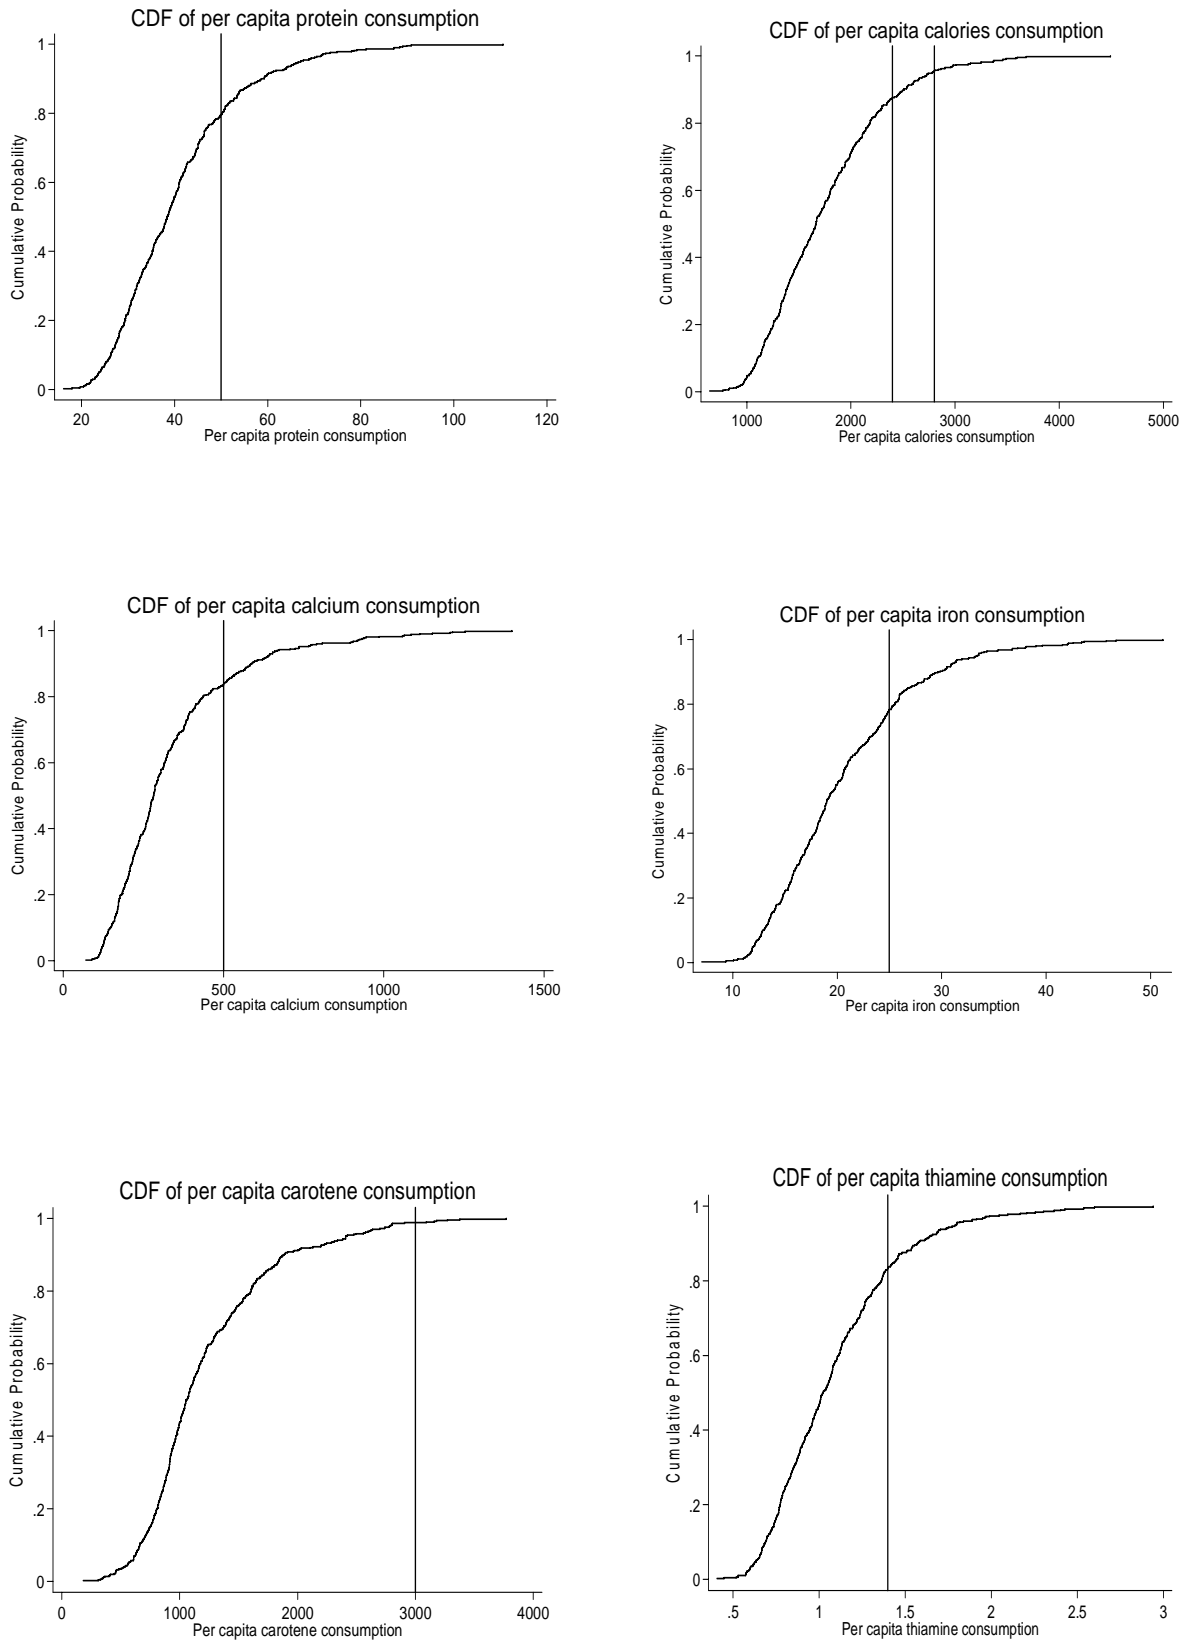 CDF of per capita protein consumption
1
.8
.6
.4
.2
0
Cumulative Probability
20 40 60 80 100 120
Per capita protein consumption
CDF of per capita calories consumption
1
.8
.6
.4
.2
0
Cumulative Probability
1000 2000 3000 4000 5000
Per capita calories consumption
CDF of per capita calcium consumption
1
.8
.6
.4
.2
0
Cumulative Probability
0 500 1000 1500
Per capita calcium consumption
CDF of per capita iron consumption
1
.8
.6
.4
.2
0
Cumulative Probability
10 20 30 40 50
Per capita iron consumption
CDF of per capita carotene consumption
1
.8
.6
.4
.2
0
Cumulative Probability
0 1000 2000 3000 4000
Per capita carotene consumption
CDF of per capita thiamine consumption
1
.8
.6
.4
.2
0
Cumulative Probability
.5 1 1.5 2 2.5 3
Per capita thiamine consumption